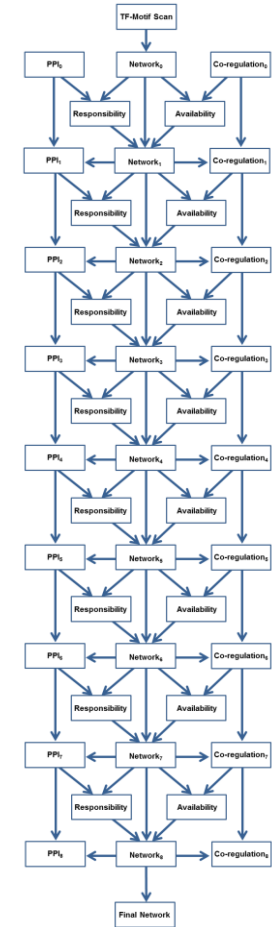 TF-Motif Scan
PPI₀ Network₀ Co-regulation₀
Responsibility Availability
PPI₁ Network₁ Co-regulation₁
Responsibility Availability
PPI₂ Network₂ Co-regulation₂
Responsibility Availability
PPI₃ Network₃ Co-regulation₃
Responsibility Availability
PPI₄ Network₄ Co-regulation₄
Responsibility Availability
PPI₅ Network₅ Co-regulation₅
Responsibility Availability
PPI₆ Network₆ Co-regulation₆
Responsibility Availability
PPI₇ Network₇ Co-regulation₇
Responsibility Availability
PPI₈ Network₈ Co-regulation₈
Final Network